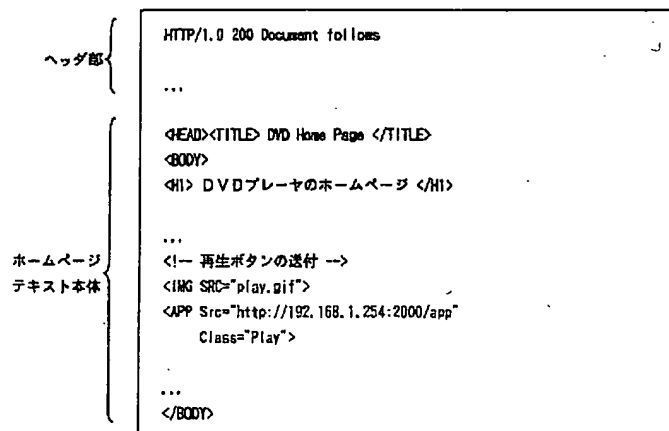 ヘッダ部
HTTP/1.0 200 Document follows
...
ホームページ
テキスト本体
<HEAD><TITLE> DVD Home Page </TITLE>
<BODY>
<H1> DVDプレーヤのホームページ </H1>
...
<!-- 再生ボタンの送付 -->
<IMG SRC="play.gif">
<APP Src="http://192.168.1.254:2000/app"
Class="Play">
...
</BODY>